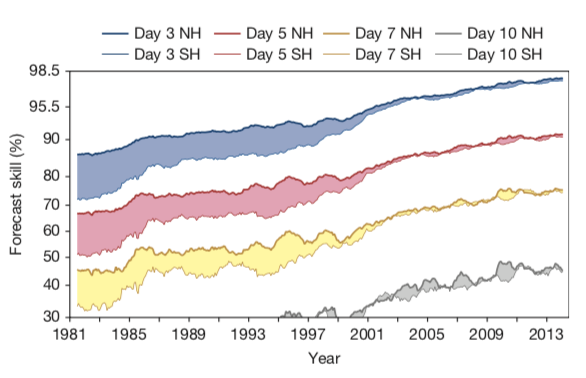 Day 3 NH Day 5 NH Day 7 NH Day 10 NH
Day 3 SH Day 5 SH Day 7 SH Day 10 SH
98.5
95.5
90
80
70
60
50
40
30
Forecast skill (%)
1981 1985 1989 1993 1997 2001 2005 2009 2013
Year